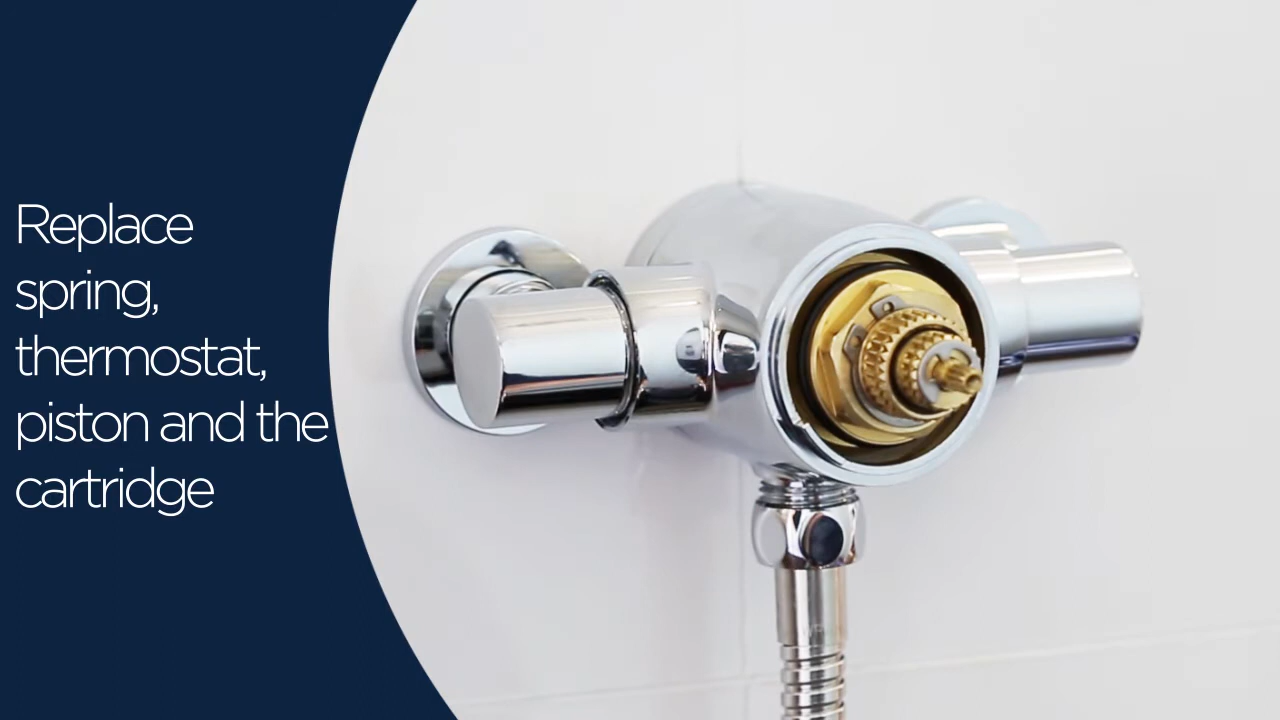 Replace
spring,
thermostat,
piston and the
cartridge